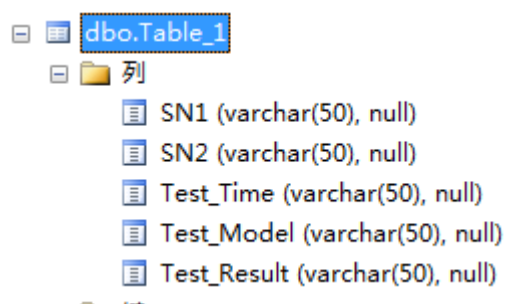 dbo.Table_1
列
SN1 (varchar(50), null)
SN2 (varchar(50), null)
Test_Time (varchar(50), null)
Test_Model (varchar(50), null)
Test_Result (varchar(50), null)